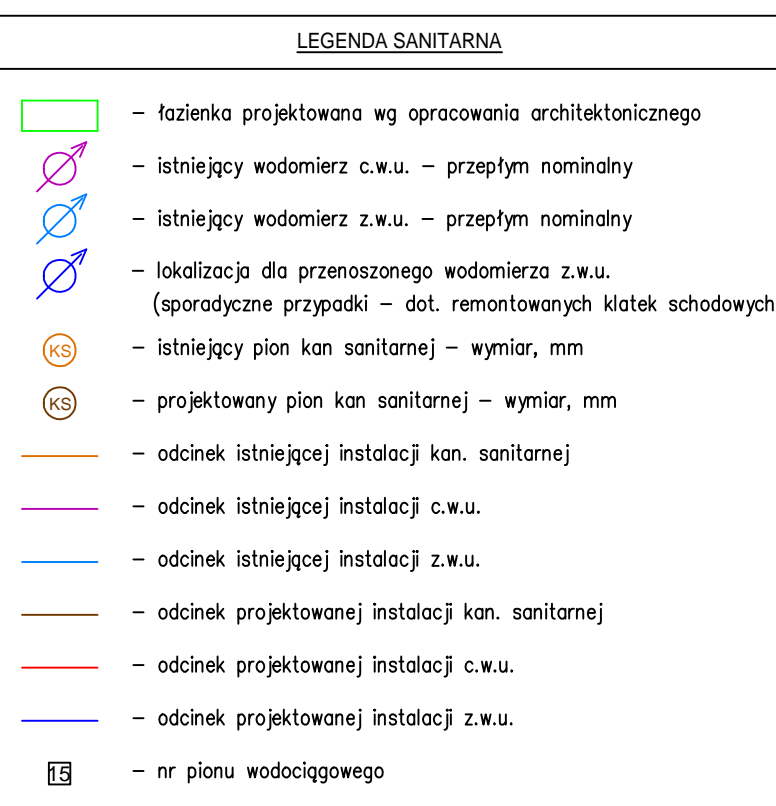 LEGENDA SANITARNA
– łazienka projektowana wg opracowania architektonicznego
– istniejący wodomierz c.w.u. – przepłym nominalny
– istniejący wodomierz z.w.u. – przepłym nominalny
– lokalizacja dla przenoszonego wodomierza z.w.u.
(sporadyczne przypadki – dot. remontowanych klatek schodowych
KS – istniejący pion kan sanitarnej – wymiar, mm
KS – projektowany pion kan sanitarnej – wymiar, mm
– odcinek istniejącej instalacji kan. sanitarnej
– odcinek istniejącej instalacji c.w.u.
– odcinek istniejącej instalacji z.w.u.
– odcinek projektowanej instalacji kan. sanitarnej
– odcinek projektowanej instalacji c.w.u.
– odcinek projektowanej instalacji z.w.u.
15 – nr pionu wodociągowego